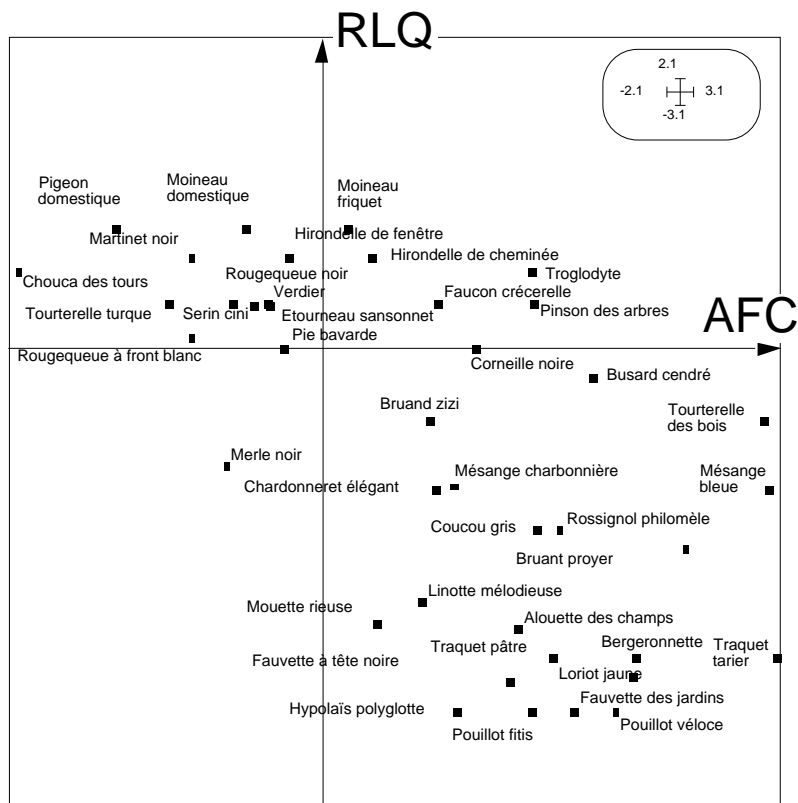 RLQ
2.1
-2.1 3.1
-3.1
Pigeon
domestique
Moineau
domestique
Moineau
friquet
Martinet noir
Hirondelle de fenêtre
Hirondelle de cheminée
Chouca des tours
Rougequeue noir
Troglodyte
Tourterelle turque
Serin cini
Verdier
Etourneau sansonnet
Faucon crécerelle
Pinson des arbres
AFC
Pie bavarde
Rougequeue à front blanc
Corneille noire
Busard cendré
Bruand zizi
Tourterelle
des bois
Merle noir
Chardonneret élégant
Mésange charbonnière
Mésange
bleue
Coucou gris
Rossignol philomèle
Bruant proyer
Linotte mélodieuse
Mouette rieuse
Alouette des champs
Traquet pâtre
Bergeronnette
Traquet
tarier
Fauvette à tête noire
Loriot jaune
Fauvette des jardins
Hypolaïs polyglotte
Pouillot fitis
Pouillot véloce